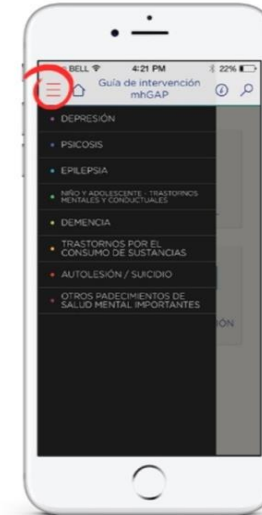 BELL 4:21 PM 22%
Guía de intervención
mhGAP
DEPRESIÓN
PSICOSIS
EPILEPSIA
NIÑO Y ADOLESCENTE - TRASTORNOS
MENTALES Y CONDUCTUALES
DEMENCIA
TRASTORNOS POR EL
CONSUMO DE SUSTANCIAS
AUTOLESIÓN / SUICIDIO
OTROS PADECIMIENTOS DE
SALUD MENTAL IMPORTANTES
IÓN